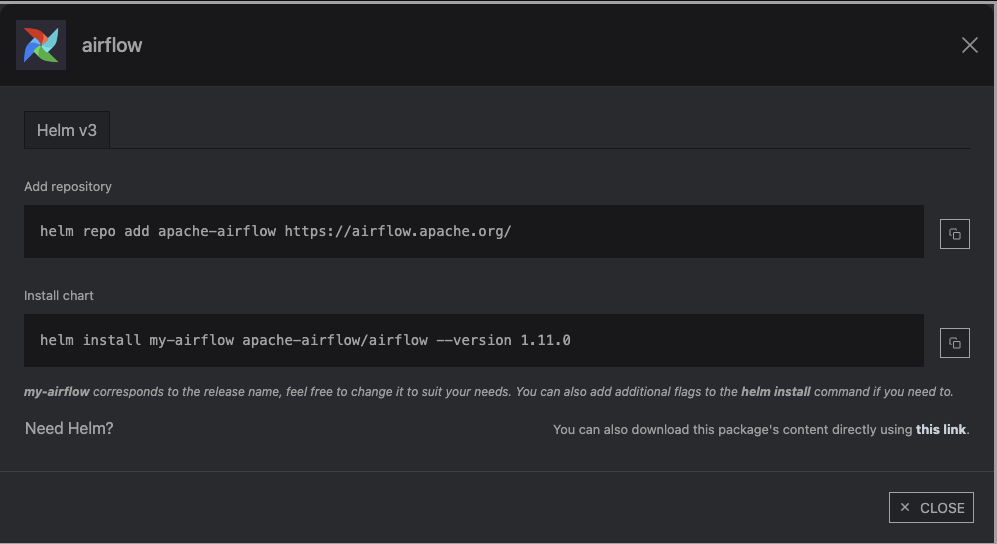 airflow
Helm v3
Add repository
helm repo add apache-airflow https://airflow.apache.org/
Install chart
helm install my-airflow apache-airflow/airflow --version 1.11.0
my-airflow corresponds to the release name, feel free to change it to suit your needs. You can also add additional flags to the helm install command if you need to.
Need Helm?
You can also download this package's content directly using this link.
CLOSE